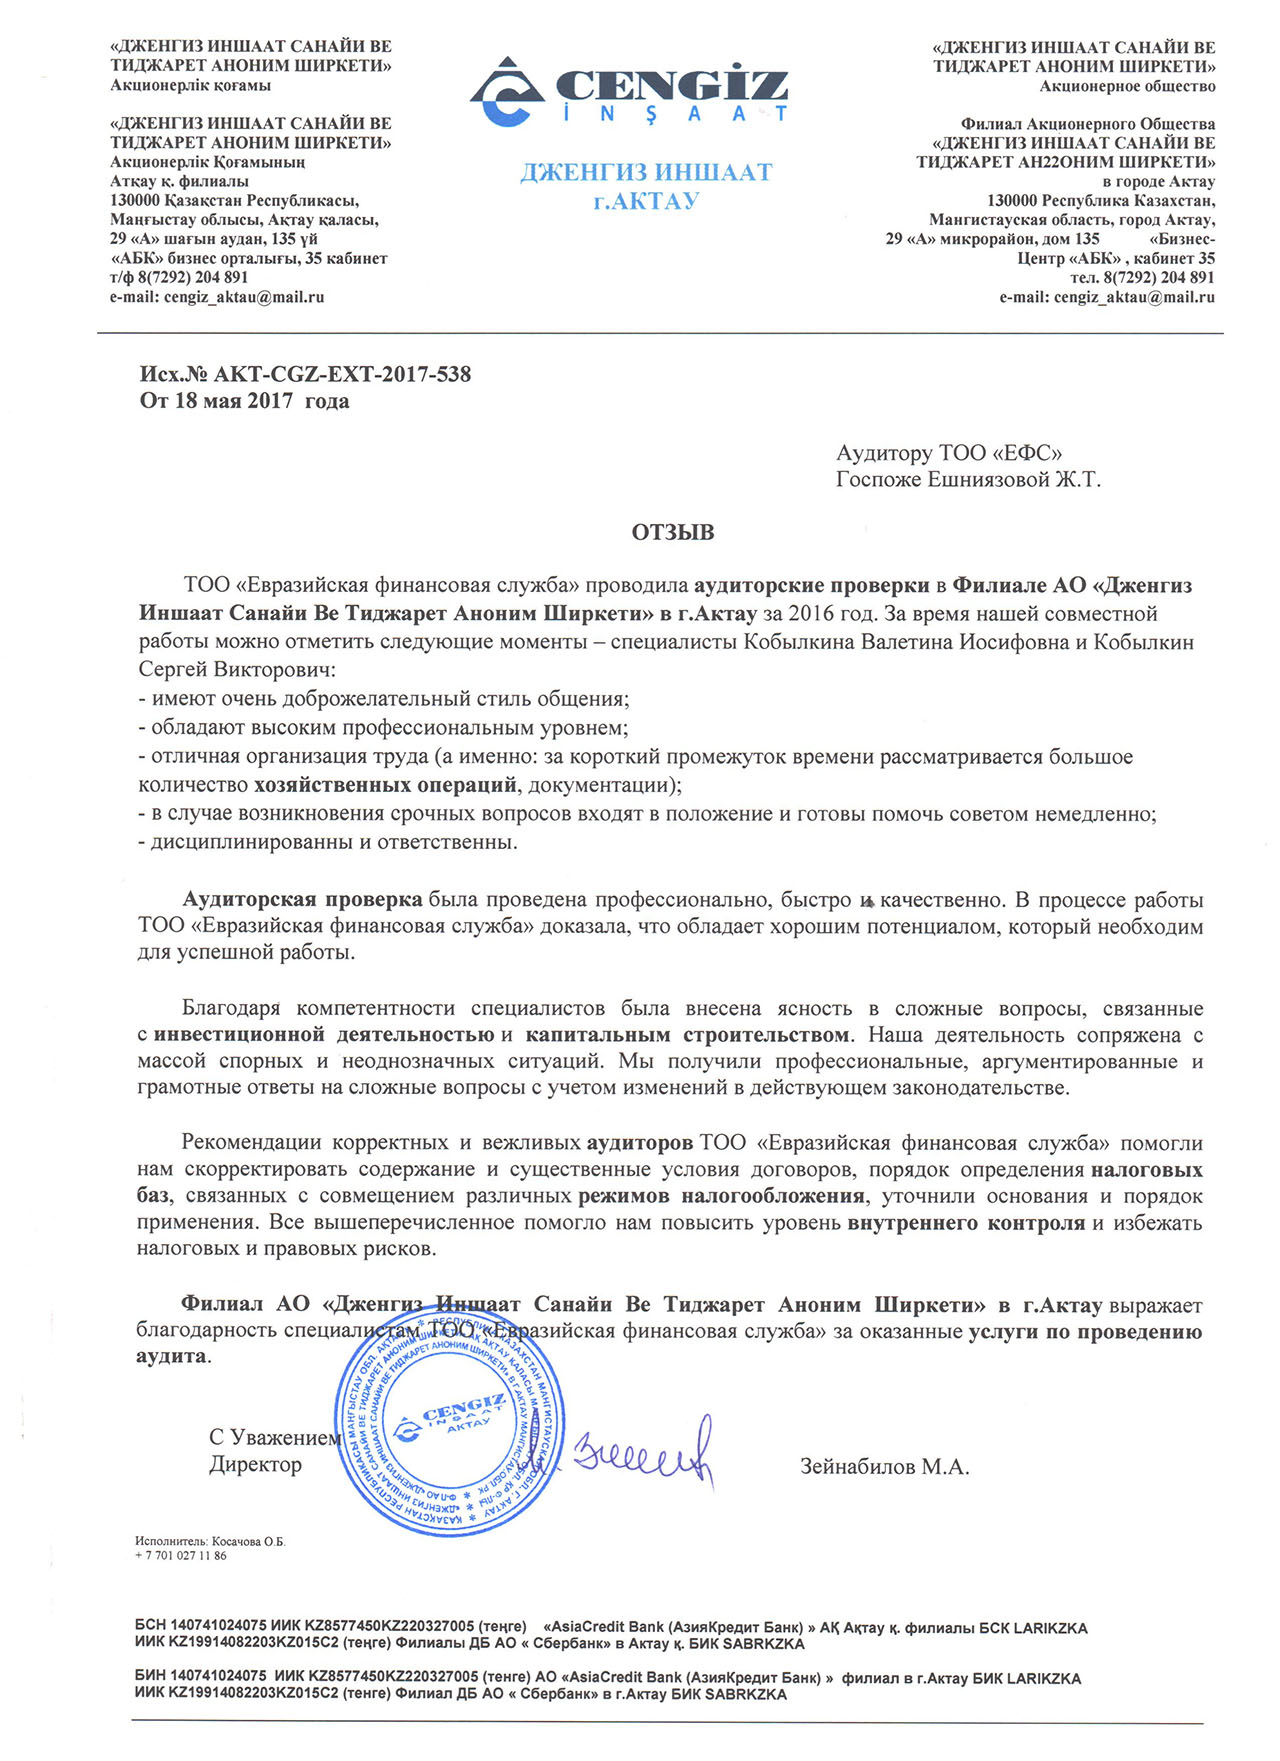 «ДЖЕНГИЗ ИНШААТ САНАЙИ ВЕ
ТИДЖАРЕТ АНОНИМ ШИРКЕТИ»
Акционерлік қоғамы
«ДЖЕНГИЗ ИНШААТ САНАЙИ ВЕ
ТИДЖАРЕТ АНОНИМ ШИРКЕТИ»
Акционерлік Қоғамының
Атқау қ. филиалы
130000 Қазақстан Республикасы,
Манғыстау облысы, Ақтау қаласы,
29 «А» шағын аудан, 135 үй
«АБК» бизнес орталығы, 35 кабинет
т/ф 8(7292) 204 891
e-mail: cengiz_aktau@mail.ru
CENGİZ
İNŞAAT
ДЖЕНГИЗ ИНШААТ
г.АКТАУ
«ДЖЕНГИЗ ИНШААТ САНАЙИ ВЕ
ТИДЖАРЕТ АНОНИМ ШИРКЕТИ»
Акционерное общество
Филиал Акционерного Общества
«ДЖЕНГИЗ ИНШААТ САНАЙИ ВЕ
ТИДЖАРЕТ АН22ОНИМ ШИРКЕТИ»
в городе Актау
130000 Республика Казахстан,
Мангистауская область, город Актау,
29 «А» микрорайон, дом 135 «Бизнес-
Центр «АБК» , кабинет 35
тел. 8(7292) 204 891
e-mail: cengiz_aktau@mail.ru
Исх.№ AKT-CGZ-EXT-2017-538
От 18 мая 2017 года
Аудитору ТОО «ЕФС»
Госпоже Ешниязовой Ж.Т.
ОТЗЫВ
ТОО «Евразийская финансовая служба» проводила аудиторские проверки в Филиале АО «Дженгиз
Иншаат Санайи Ве Тиджарет Аноним Ширкети» в г.Актау за 2016 год. За время нашей совместной
работы можно отметить следующие моменты – специалисты Кобылкина Валетина Иосифовна и Кобылкин
Сергей Викторович:
- имеют очень доброжелательный стиль общения;
- обладают высоким профессиональным уровнем;
- отличная организация труда (а именно: за короткий промежуток времени рассматривается большое
количество хозяйственных операций, документации);
- в случае возникновения срочных вопросов входят в положение и готовы помочь советом немедленно;
- дисциплинированны и ответственны.
Аудиторская проверка была проведена профессионально, быстро и качественно. В процессе работы
ТОО «Евразийская финансовая служба» доказала, что обладает хорошим потенциалом, который необходим
для успешной работы.
Благодаря компетентности специалистов была внесена ясность в сложные вопросы, связанные
с инвестиционной деятельностью и капитальным строительством. Наша деятельность сопряжена с
массой спорных и неоднозначных ситуаций. Мы получили профессиональные, аргументированные и
грамотные ответы на сложные вопросы с учетом изменений в действующем законодательстве.
Рекомендации корректных и вежливых аудиторов ТОО «Евразийская финансовая служба» помогли
нам скорректировать содержание и существенные условия договоров, порядок определения налоговых
баз, связанных с совмещением различных режимов налогообложения, уточнили основания и порядок
применения. Все вышеперечисленное помогло нам повысить уровень внутреннего контроля и избежать
налоговых и правовых рисков.
Филиал АО «Дженгиз Иншаат Санайи Ве Тиджарет Аноним Ширкети» в г.Актау выражает
благодарность специалистам ТОО «Евразийская финансовая служба» за оказанные услуги по проведению
аудита.
CENGIZ
INSAAT
АКТАУ
С Уважением
Директор
Зейнабилов М.А.
Исполнитель: Косачова О.Б.
+ 7 701 027 11 86
БСН 140741024075 ИИК KZ8577450KZ220327005 (теңге) «AsiaCredit Bank (АзияКредит Банк) » АҚ Ақтау қ. филиалы БСК LARIKZKA
ИИК KZ19914082203KZ015C2 (теңге) Филиалы ДБ АО « Сбербанк» в Актау қ. БИК SABRKZKA
БИН 140741024075 ИИК KZ8577450KZ220327005 (тенге) АО «AsiaCredit Bank (АзияКредит Банк) » филиал в г.Актау БИК LARIKZKA
ИИК KZ19914082203KZ015C2 (тенге) Филиал ДБ АО « Сбербанк» в г.Актау БИК SABRKZKA